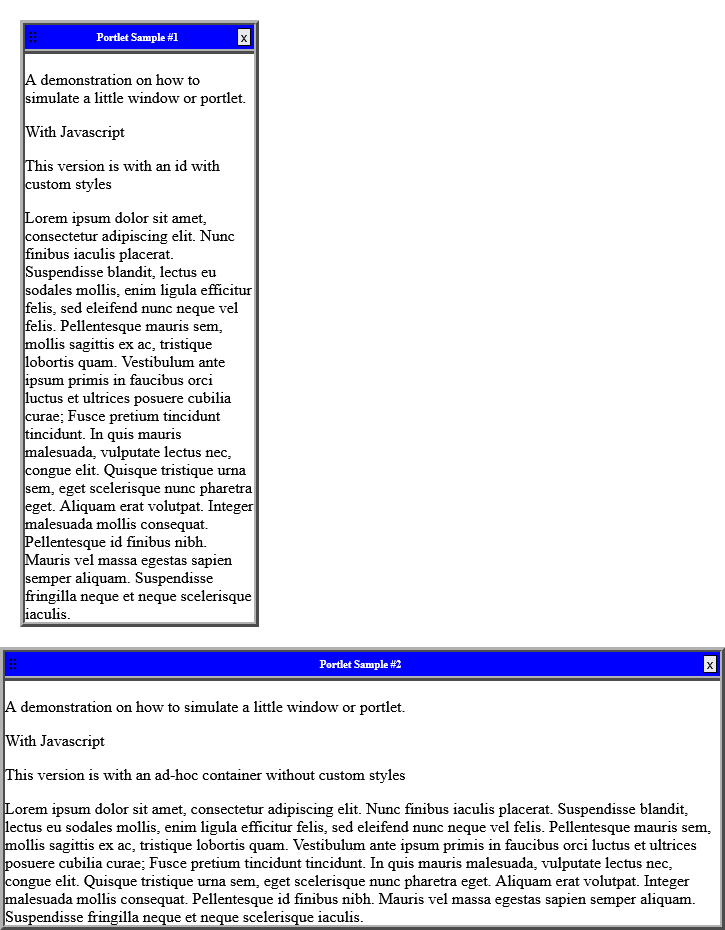 Portlet Sample #1
x
A demonstration on how to
simulate a little window or portlet.
With Javascript
This version is with an id with
custom styles
Lorem ipsum dolor sit amet,
consectetur adipiscing elit. Nunc
finibus iaculis placerat.
Suspendisse blandit, lectus eu
sodales mollis, enim ligula efficitur
felis, sed eleifend nunc neque vel
felis. Pellentesque mauris sem,
mollis sagittis ex ac, tristique
lobortis quam. Vestibulum ante
ipsum primis in faucibus orci
luctus et ultrices posuere cubilia
curae; Fusce pretium tincidunt
tincidunt. In quis mauris
malesuada, vulputate lectus nec,
congue elit. Quisque tristique urna
sem, eget scelerisque nunc pharetra
eget. Aliquam erat volutpat. Integer
malesuada mollis consequat.
Pellentesque id finibus nibh.
Mauris vel massa egestas sapien
semper aliquam. Suspendisse
fringilla neque et neque scelerisque
iaculis.
Portlet Sample #2
x
A demonstration on how to simulate a little window or portlet.
With Javascript
This version is with an ad-hoc container without custom styles
Lorem ipsum dolor sit amet, consectetur adipiscing elit. Nunc finibus iaculis placerat. Suspendisse blandit,
lectus eu sodales mollis, enim ligula efficitur felis, sed eleifend nunc neque vel felis. Pellentesque mauris sem,
mollis sagittis ex ac, tristique lobortis quam. Vestibulum ante ipsum primis in faucibus orci luctus et ultrices
posuere cubilia curae; Fusce pretium tincidunt tincidunt. In quis mauris malesuada, vulputate lectus nec,
congue elit. Quisque tristique urna sem, eget scelerisque nunc pharetra eget. Aliquam erat volutpat. Integer
malesuada mollis consequat. Pellentesque id finibus nibh. Mauris vel massa egestas sapien semper aliquam.
Suspendisse fringilla neque et neque scelerisque iaculis.